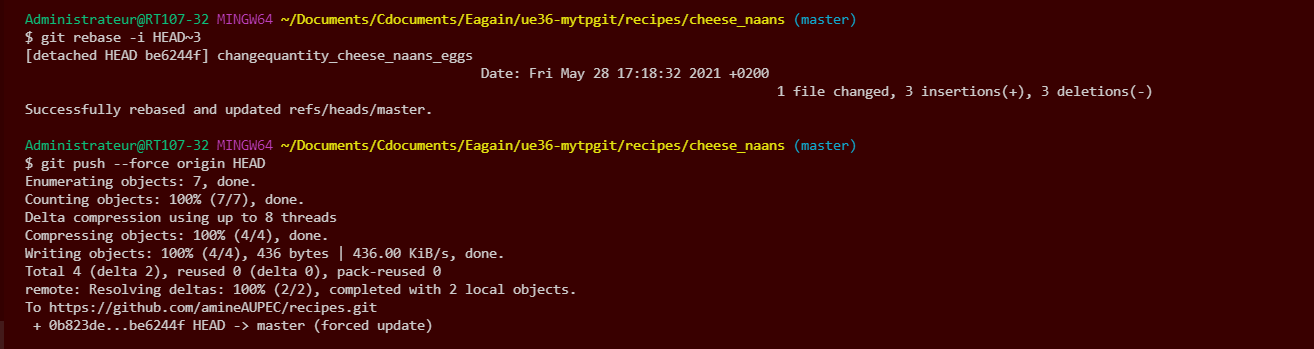 Administrateur@RT107-32 MINGW64 ~/Documents/Cdocuments/Eagain/ue36-mytpgit/recipes/cheese_naans (master)
$ git rebase -i HEAD~3
[detached HEAD be6244f] changequantity_cheese_naans_eggs
Date: Fri May 28 17:18:32 2021 +0200
1 file changed, 3 insertions(+), 3 deletions(-)
Successfully rebased and updated refs/heads/master.
Administrateur@RT107-32 MINGW64 ~/Documents/Cdocuments/Eagain/ue36-mytpgit/recipes/cheese_naans (master)
$ git push --force origin HEAD
Enumerating objects: 7, done.
Counting objects: 100% (7/7), done.
Delta compression using up to 8 threads
Compressing objects: 100% (4/4), done.
Writing objects: 100% (4/4), 436 bytes | 436.00 KiB/s, done.
Total 4 (delta 2), reused 0 (delta 0), pack-reused 0
remote: Resolving deltas: 100% (2/2), completed with 2 local objects.
To https://github.com/amineAUPEC/recipes.git
+ 0b823de...be6244f HEAD -> master (forced update)